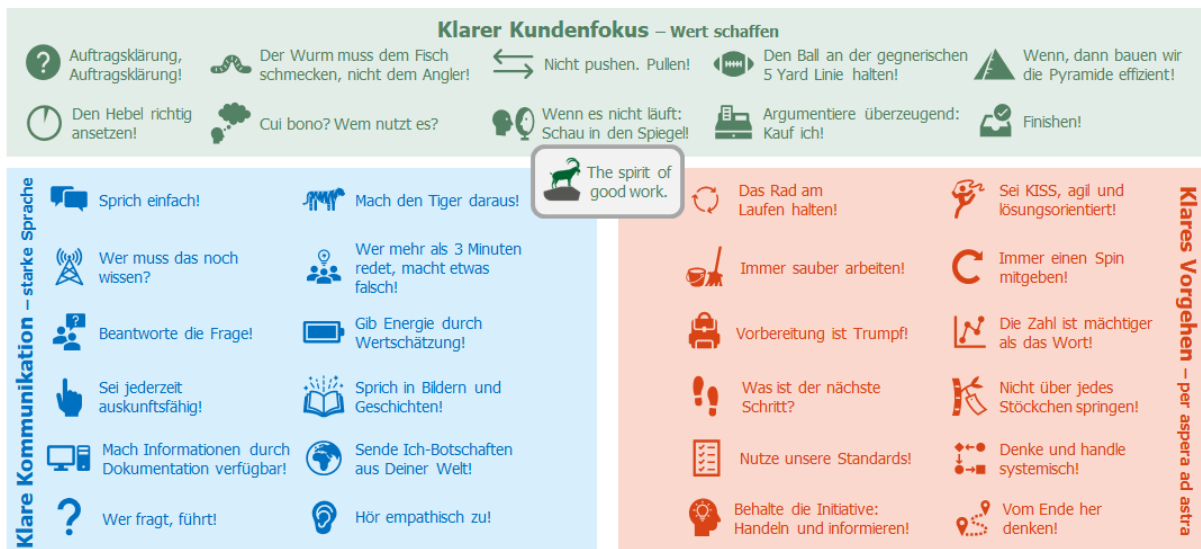 Klarer Kundenfokus – Wert schaffen
Auftragsklärung,
Auftragsklärung!
Der Wurm muss dem Fisch
schmecken, nicht dem Angler!
Nicht pushen. Pullen!
Den Ball an der gegnerischen
5 Yard Linie halten!
Wenn, dann bauen wir
die Pyramide effizient!
Den Hebel richtig
ansetzen!
Cui bono? Wem nutzt es?
Wenn es nicht läuft:
Schau in den Spiegel!
Argumentiere überzeugend:
Kauf ich!
Finishen!
The spirit of
good work.
Klare Kommunikation – starke Sprache
Sprich einfach!
Mach den Tiger daraus!
Wer muss das noch
wissen?
Wer mehr als 3 Minuten
redet, macht etwas
falsch!
Beantworte die Frage!
Gib Energie durch
Wertschätzung!
Sei jederzeit
auskunftsfähig!
Sprich in Bildern und
Geschichten!
Mach Informationen durch
Dokumentation verfügbar!
Sende Ich-Botschaften
aus Deiner Welt!
Wer fragt, führt!
Hör empathisch zu!
Klares Vorgehen – per aspera ad astra
Das Rad am
Laufen halten!
Sei KISS, agil und
lösungsorientiert!
Immer sauber arbeiten!
Immer einen Spin
mitgeben!
Vorbereitung ist Trumpf!
Die Zahl ist mächtiger
als das Wort!
Was ist der nächste
Schritt?
Nicht über jedes
Stöckchen springen!
Nutze unsere Standards!
Denke und handle
systemisch!
Behalte die Initiative:
Handeln und informieren!
Vom Ende her
denken!